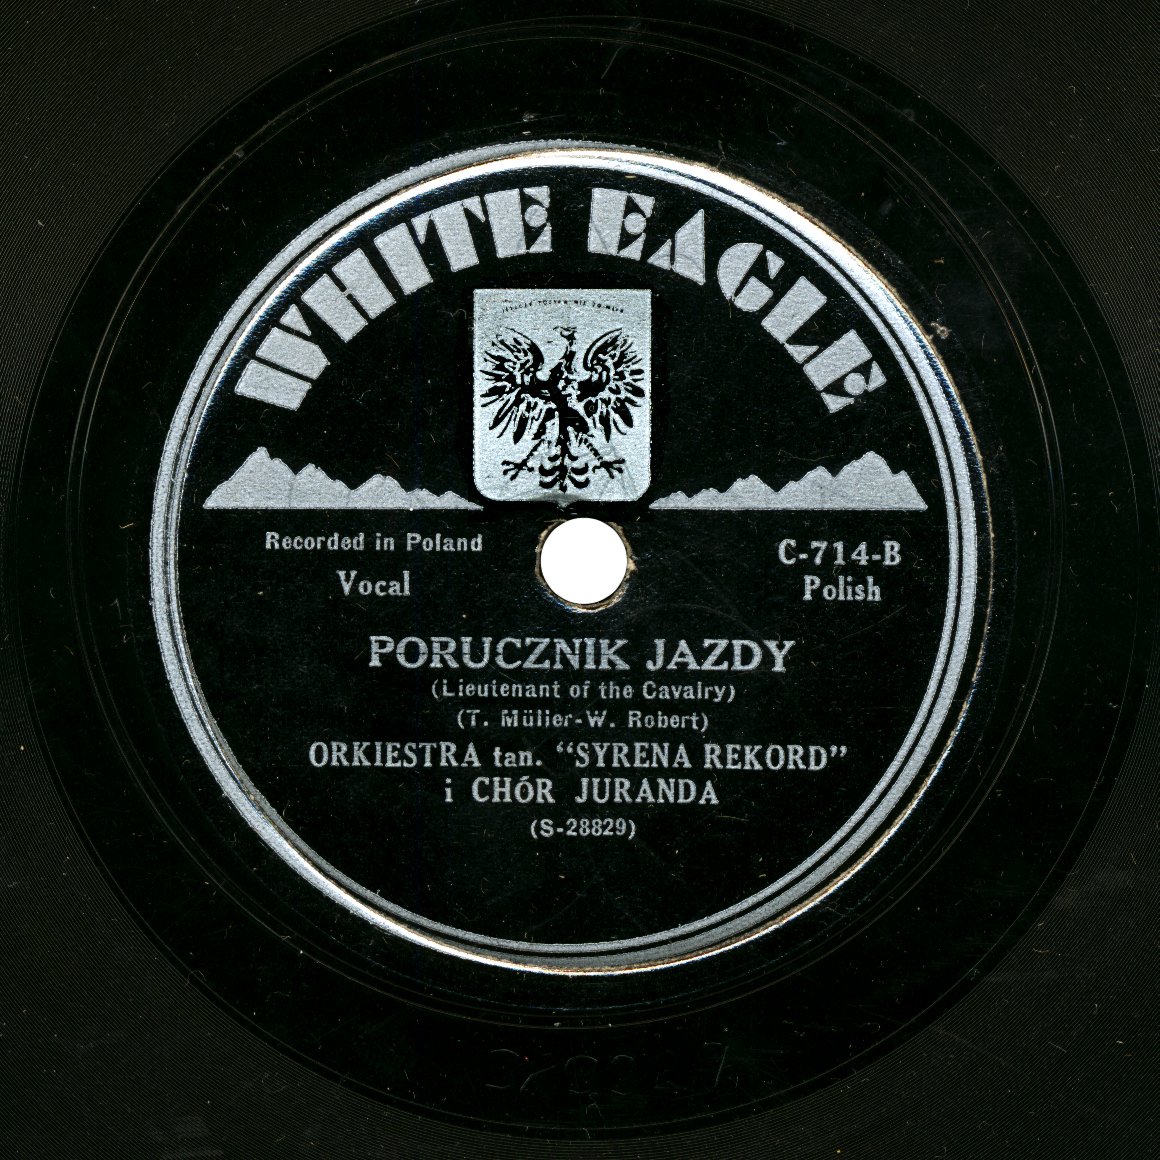 WHITE EAGLE
Recorded in Poland
Vocal
C-714-B
Polish
PORUCZNIK JAZDY
(Lieutenant of the Cavalry)
(T. Müller-W. Robert)
ORKIESTRA tan. “SYRENA REKORD”
i CHÓR JURANDA
(S-28829)